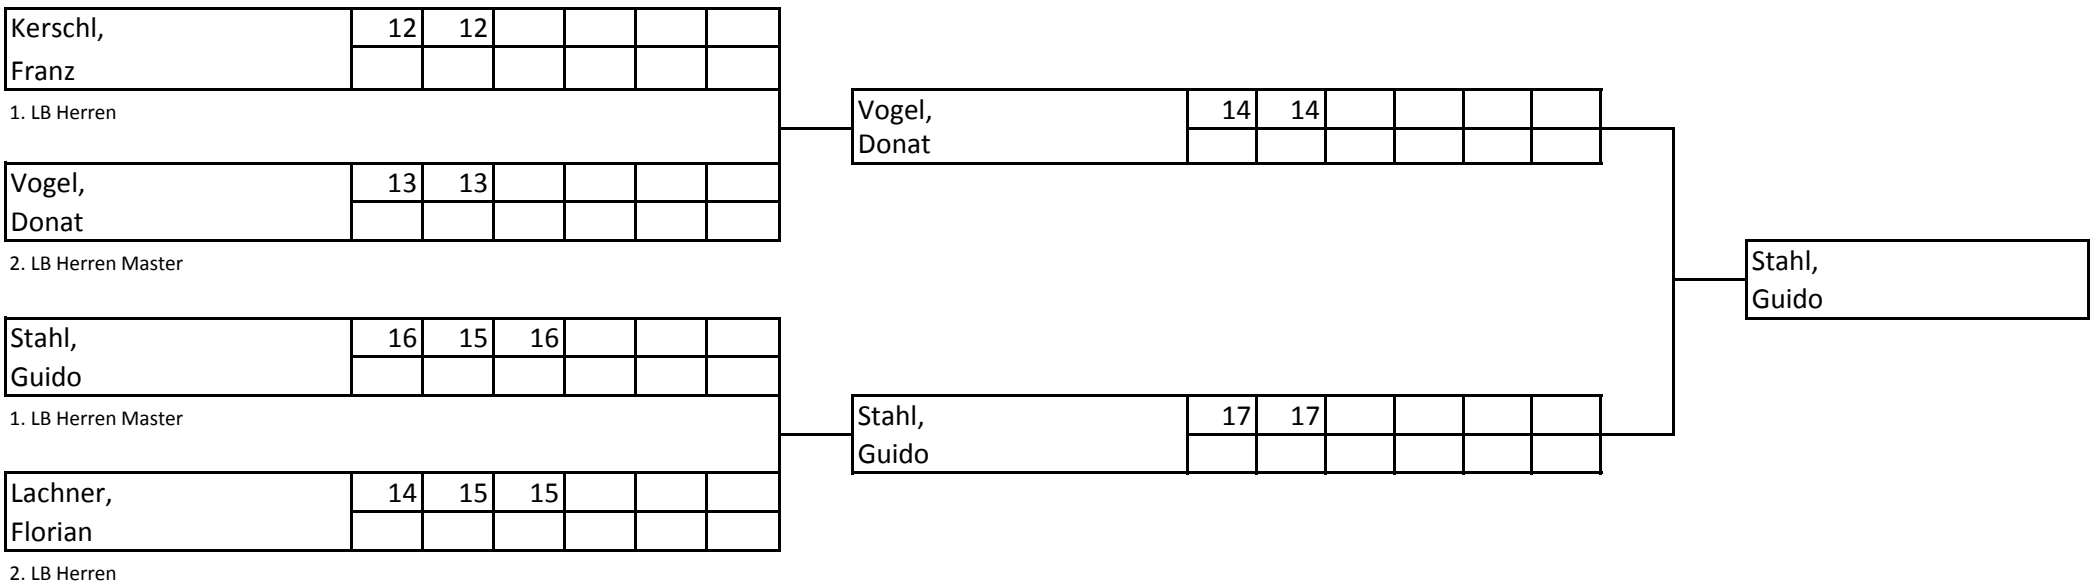 Kerschl, 12 12
Franz
1. LB Herren
Vogel, 14 14
Donat
Vogel, 13 13
Donat
2. LB Herren Master
Stahl,
Guido
Stahl, 16 15 16
Guido
1. LB Herren Master
Stahl, 17 17
Guido
Lachner, 14 15 15
Florian
2. LB Herren